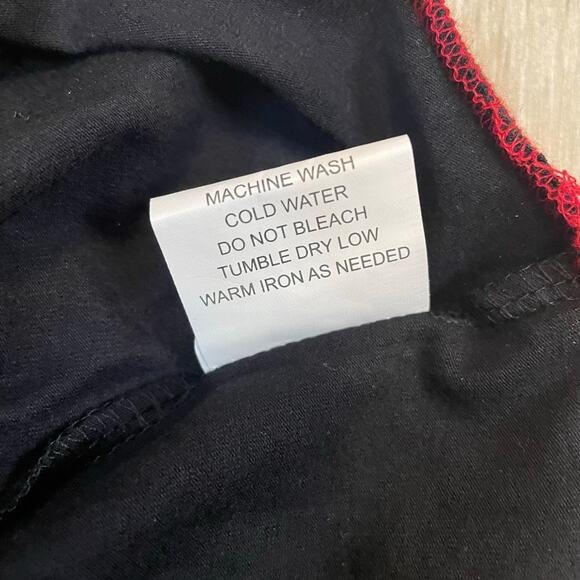 MACHINE WASH
COLD WATER
DO NOT BLEACH
TUMBLE DRY LOW
WARM IRON AS NEEDED